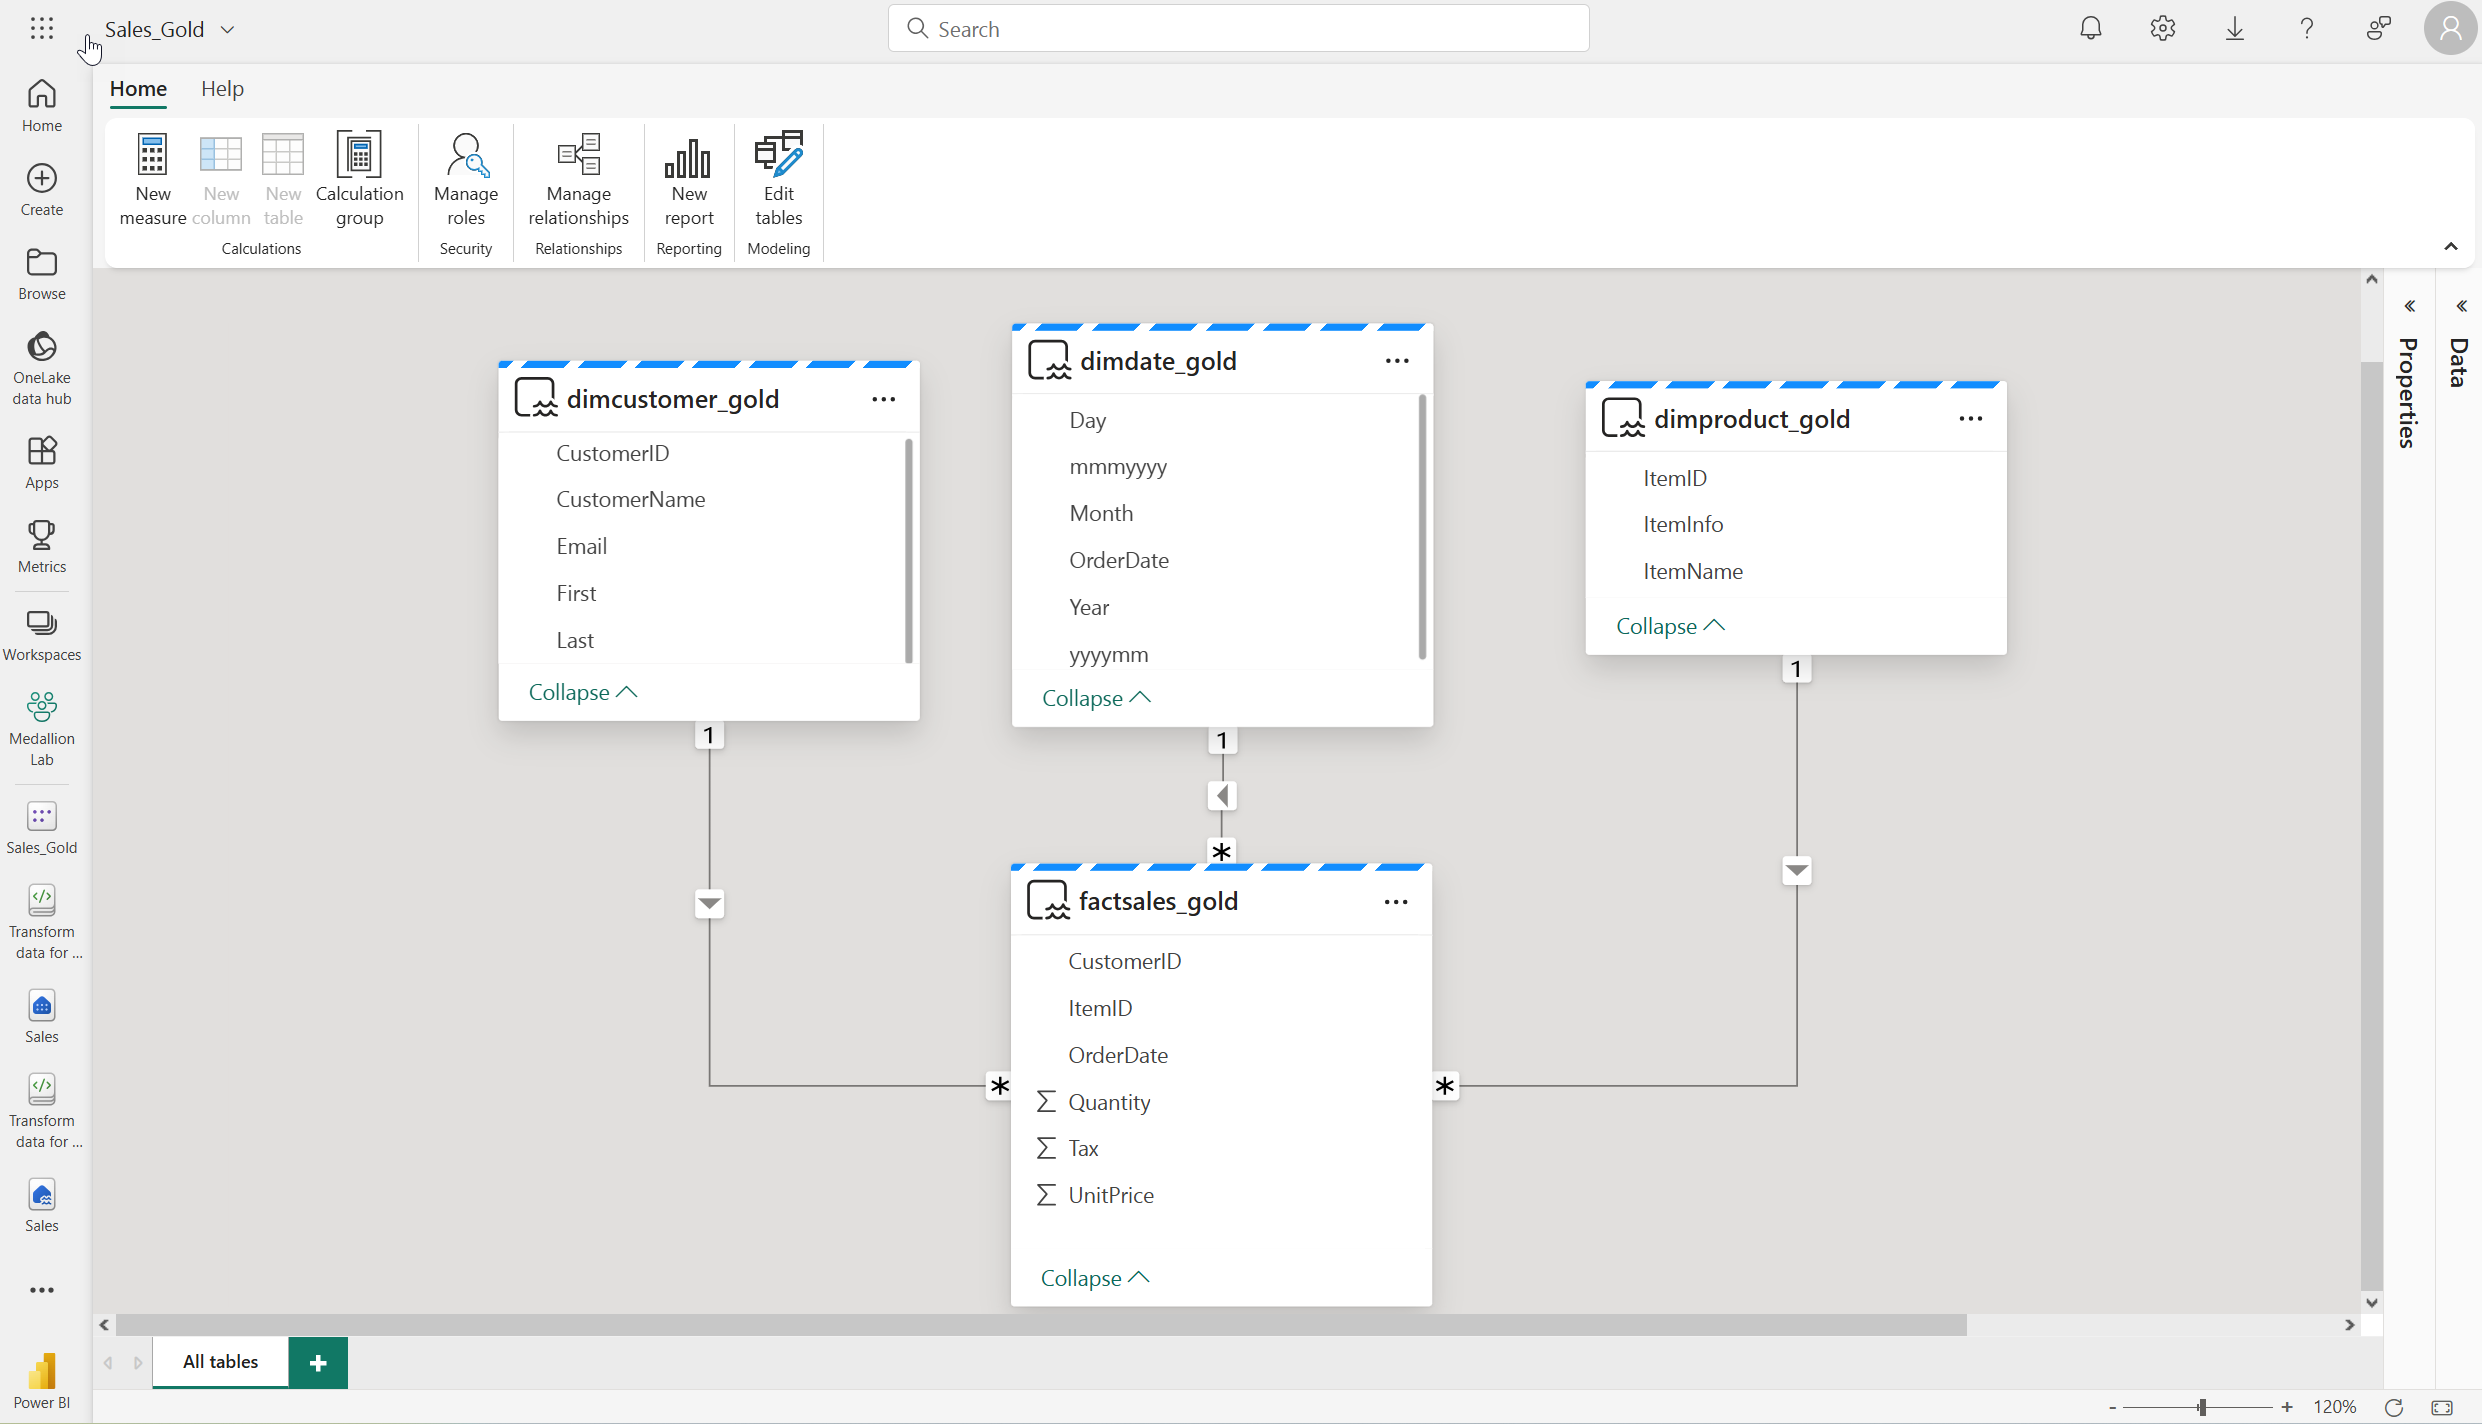 Sales_Gold
Search
Home
Help
Home
Create
Browse
OneLake
data hub
Apps
Metrics
Workspaces
Medallion
Lab
Sales_Gold
Transform
data for ...
Sales
Transform
data for ...
Sales
Power BI
New
measure
New
column
New
table
Calculation
group
Calculations
Manage
roles
Security
Manage
relationships
Relationships
New
report
Reporting
Edit
tables
Modeling
dimcustomer_gold
CustomerID
CustomerName
Email
First
Last
Collapse
1
dimdate_gold
Day
mmmyyyy
Month
OrderDate
Year
yyyymm
Collapse
1
*
dimproduct_gold
ItemID
ItemInfo
ItemName
Collapse
1
factsales_gold
CustomerID
ItemID
OrderDate
∑ Quantity
∑ Tax
∑ UnitPrice
Collapse
*
*
Properties
Data
All tables
+
- + 120%